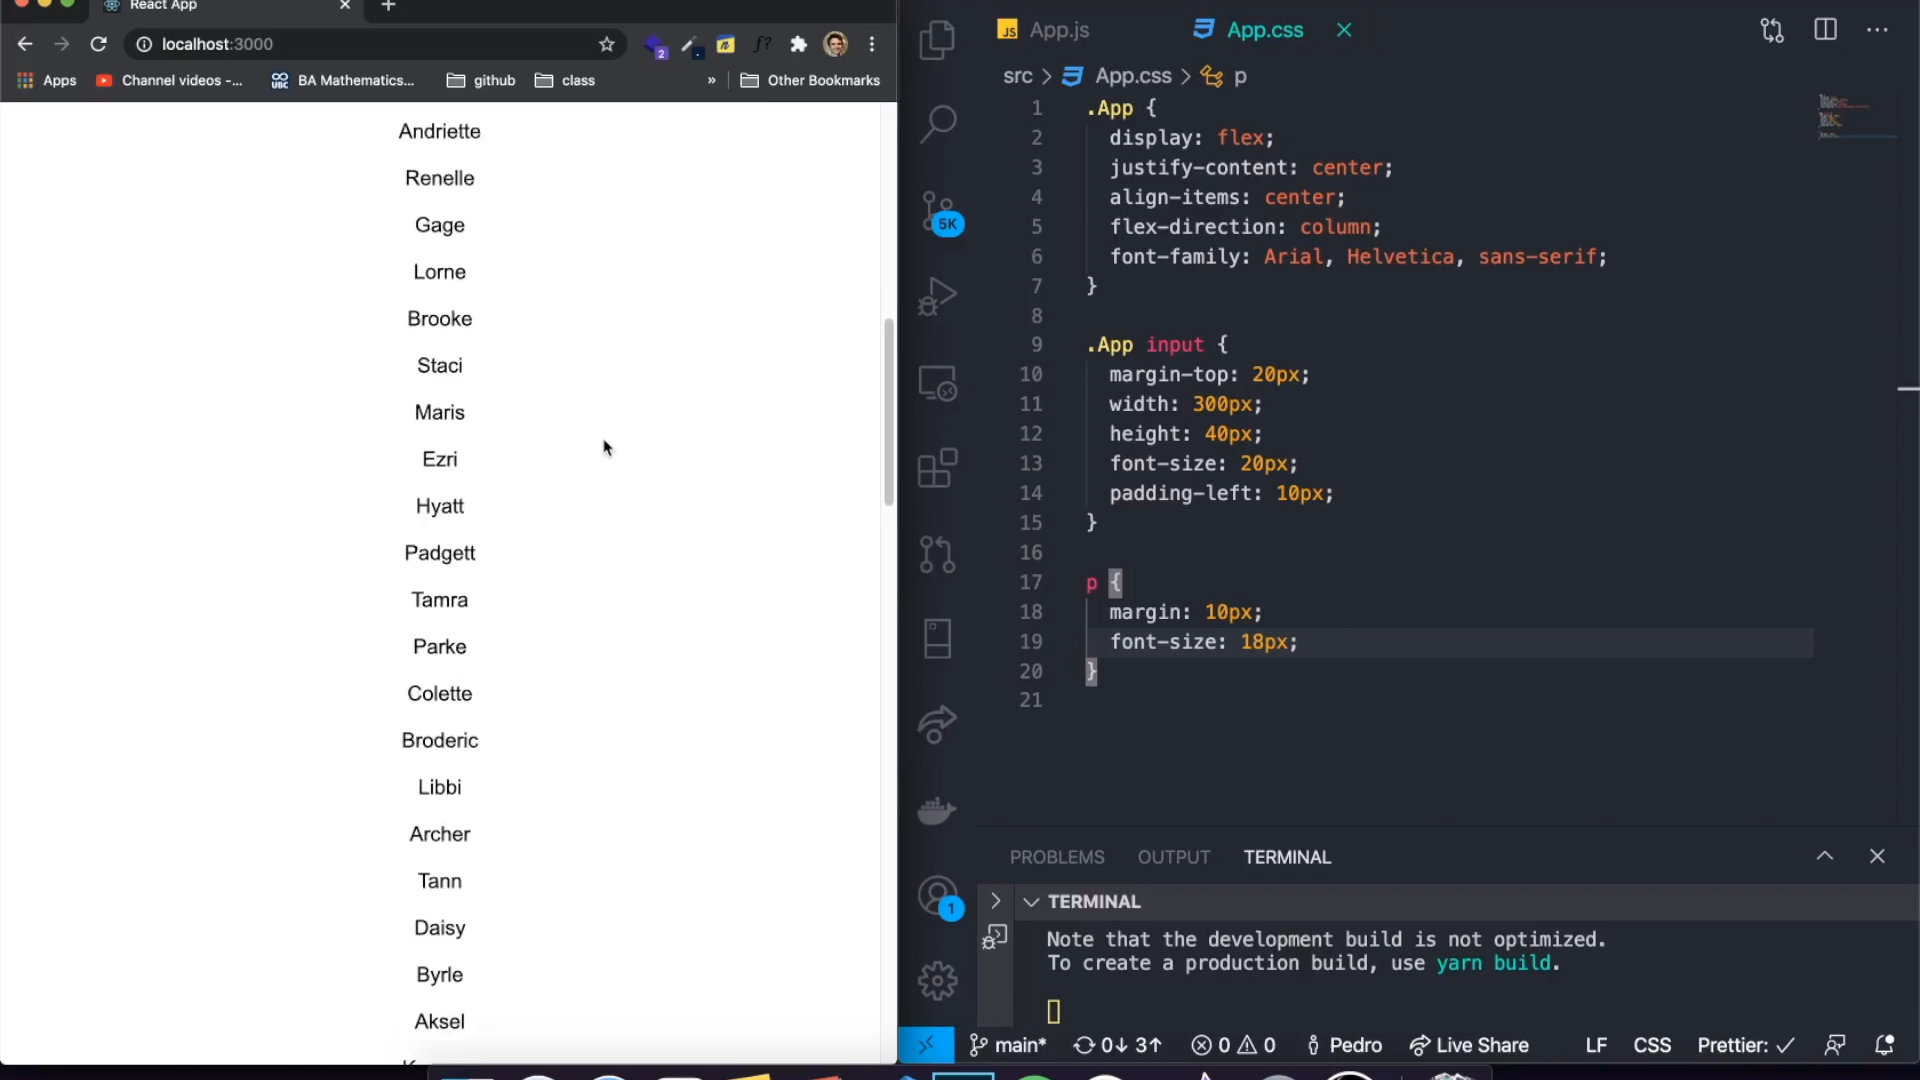 React App
localhost:3000
2
n
f?
Apps
Channel videos -...
UBC
BA Mathematics...
github
class
»
Other Bookmarks
Andriette
Renelle
Gage
Lorne
Brooke
Staci
Maris
Ezri
Hyatt
Padgett
Tamra
Parke
Colette
Broderic
Libbi
Archer
Tann
Daisy
Byrle
Aksel
5K
1
JS App.js
App.css
src > App.css > p
1 .App {
2 display: flex;
3 justify-content: center;
4 align-items: center;
5 flex-direction: column;
6 font-family: Arial, Helvetica, sans-serif;
7 }
8
9 .App input {
10 margin-top: 20px;
11 width: 300px;
12 height: 40px;
13 font-size: 20px;
14 padding-left: 10px;
15 }
16
17 p {
18 margin: 10px;
19 font-size: 18px;
20 }
21
PROBLEMS OUTPUT TERMINAL
TERMINAL
Note that the development build is not optimized.
To create a production build, use yarn build.
main* 0↓ 3↑ 0 0 Pedro Live Share LF CSS Prettier: ✓